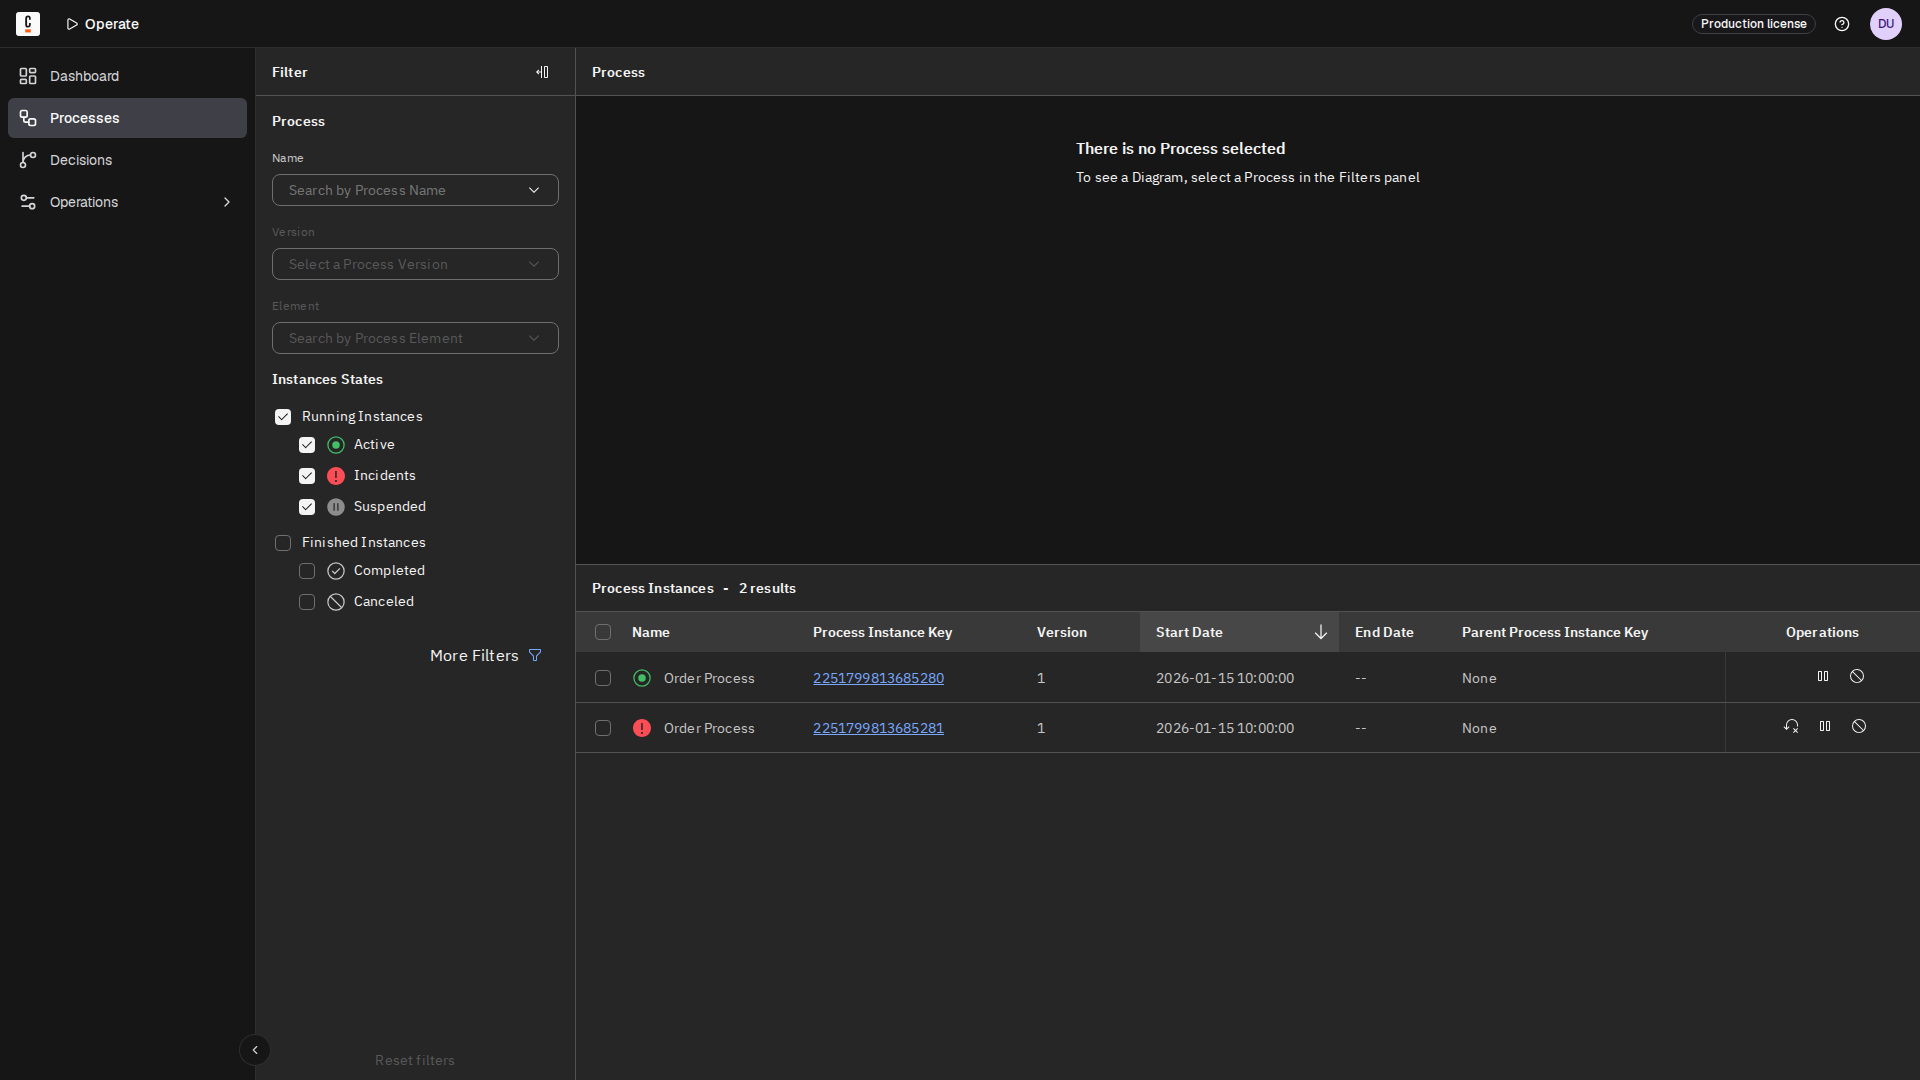 C
Operate
Production license
DU
Dashboard
Processes
Decisions
Operations
Filter
Process
Name
Search by Process Name
Version
Select a Process Version
Element
Search by Process Element
Instances States
Running Instances
Active
Incidents
Suspended
Finished Instances
Completed
Canceled
More Filters
Reset filters
Process
There is no Process selected
To see a Diagram, select a Process in the Filters panel
Process Instances - 2 results
Name Process Instance Key Version Start Date End Date Parent Process Instance Key Operations
Order Process 2251799813685280 1 2026-01-15 10:00:00 -- None
Order Process 2251799813685281 1 2026-01-15 10:00:00 -- None